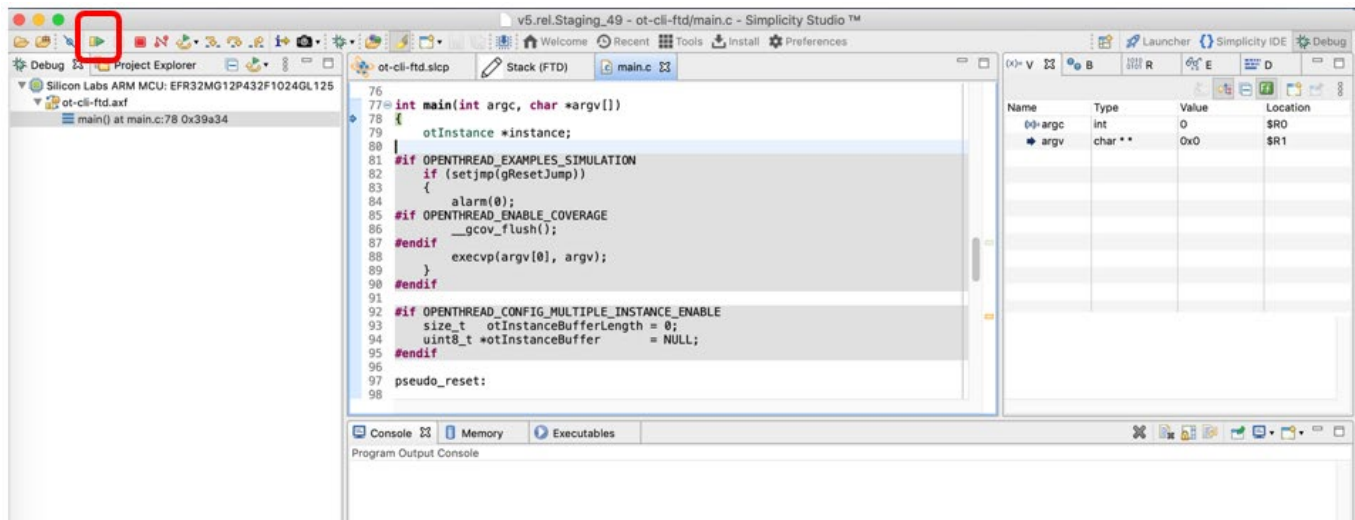 v5.rel.Staging_49 - ot-cli-ftd/main.c - Simplicity Studio ™
Welcome Recent Tools Install Preferences Launcher {} Simplicity IDE Debug
Debug Project Explorer
Silicon Labs ARM MCU: EFR32MG12P432F1024GL125
ot-cli-ftd.axf
main() at main.c:78 0x39a34
ot-cli-ftd.slcp Stack (FTD) main.c
76
77 int main(int argc, char *argv[])
78 {
79 otInstance *instance;
80
81 #if OPENTHREAD_EXAMPLES_SIMULATION
82 if (setjmp(gResetJump))
83 {
84 alarm(0);
85 #if OPENTHREAD_ENABLE_COVERAGE
86 __gcov_flush();
87 #endif
88 execvp(argv[0], argv);
89 }
90 #endif
91
92 #if OPENTHREAD_CONFIG_MULTIPLE_INSTANCE_ENABLE
93 size_t otInstanceBufferLength = 0;
94 uint8_t *otInstanceBuffer = NULL;
95 #endif
96
97 pseudo_reset:
98
(x)= V B R E D
Name Type Value Location
(x)= argc int 0 $R0
argv char * * 0x0 $R1
Console Memory Executables
Program Output Console